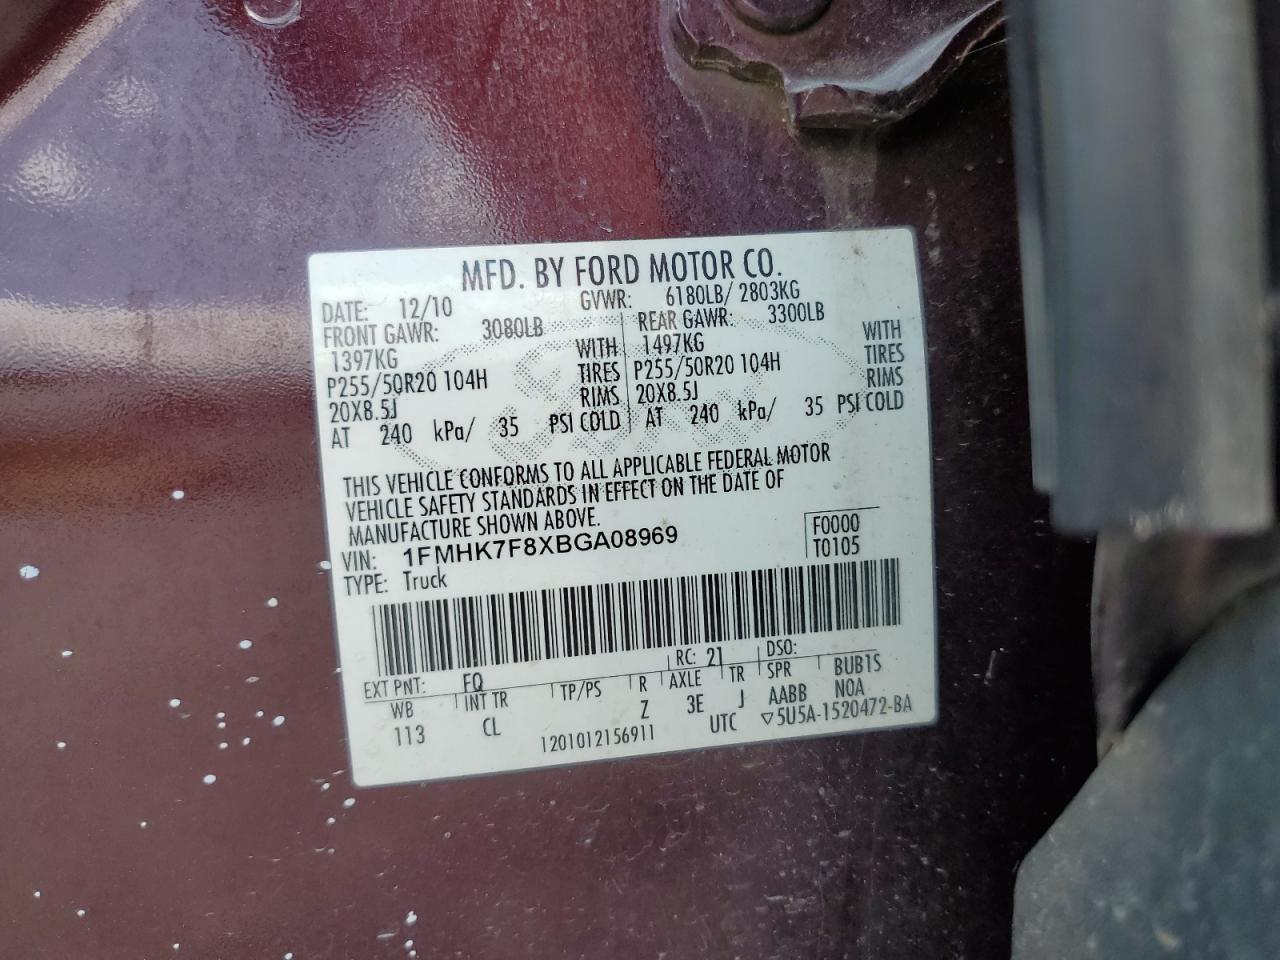 MFD. BY FORD MOTOR CO.
DATE: 12/10 GVWR: 6180LB/ 2803KG
FRONT GAWR: 3080LB REAR GAWR: 3300LB
1397KG WITH 1497KG WITH
P255/50R20 104H TIRES P255/50R20 104H TIRES
20X8.5J RIMS 20X8.5J RIMS
AT 240 kPa/ 35 PSI COLD AT 240 kPa/ 35 PSI COLD
THIS VEHICLE CONFORMS TO ALL APPLICABLE FEDERAL MOTOR
VEHICLE SAFETY STANDARDS IN EFFECT ON THE DATE OF
MANUFACTURE SHOWN ABOVE.
VIN: 1FMHK7F8XBGA08969 F0000
TYPE: Truck T0105
EXT PNT: FQ RC: 21 DSO:
WB INT TR TP/PS R AXLE TR SPR BUB1S
113 CL Z 3E J AABB N0A
1201012156911 UTC ▽5U5A-1520472-BA